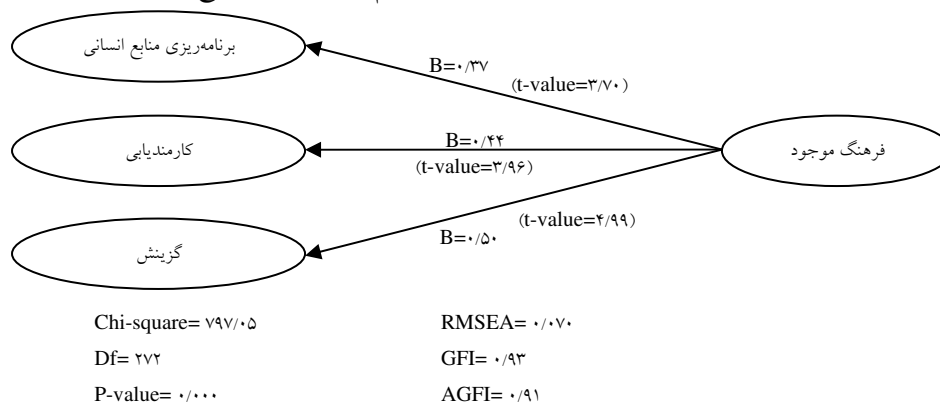 برنامه‌ریزی منابع انسانی
B=۰/۳۷
(t-value=۳/۷۰)
کارمندیابی
B=۰/۴۴
(t-value=۳/۹۶)
فرهنگ موجود
(t-value=۴/۹۹)
B=۰/۵۰
گزینش
Chi-square= ۷۹۷/۰۵ RMSEA= ۰/۰۷۰
Df= ۲۷۲ GFI= ۰/۹۳
P-value= ۰/۰۰۰ AGFI= ۰/۹۱